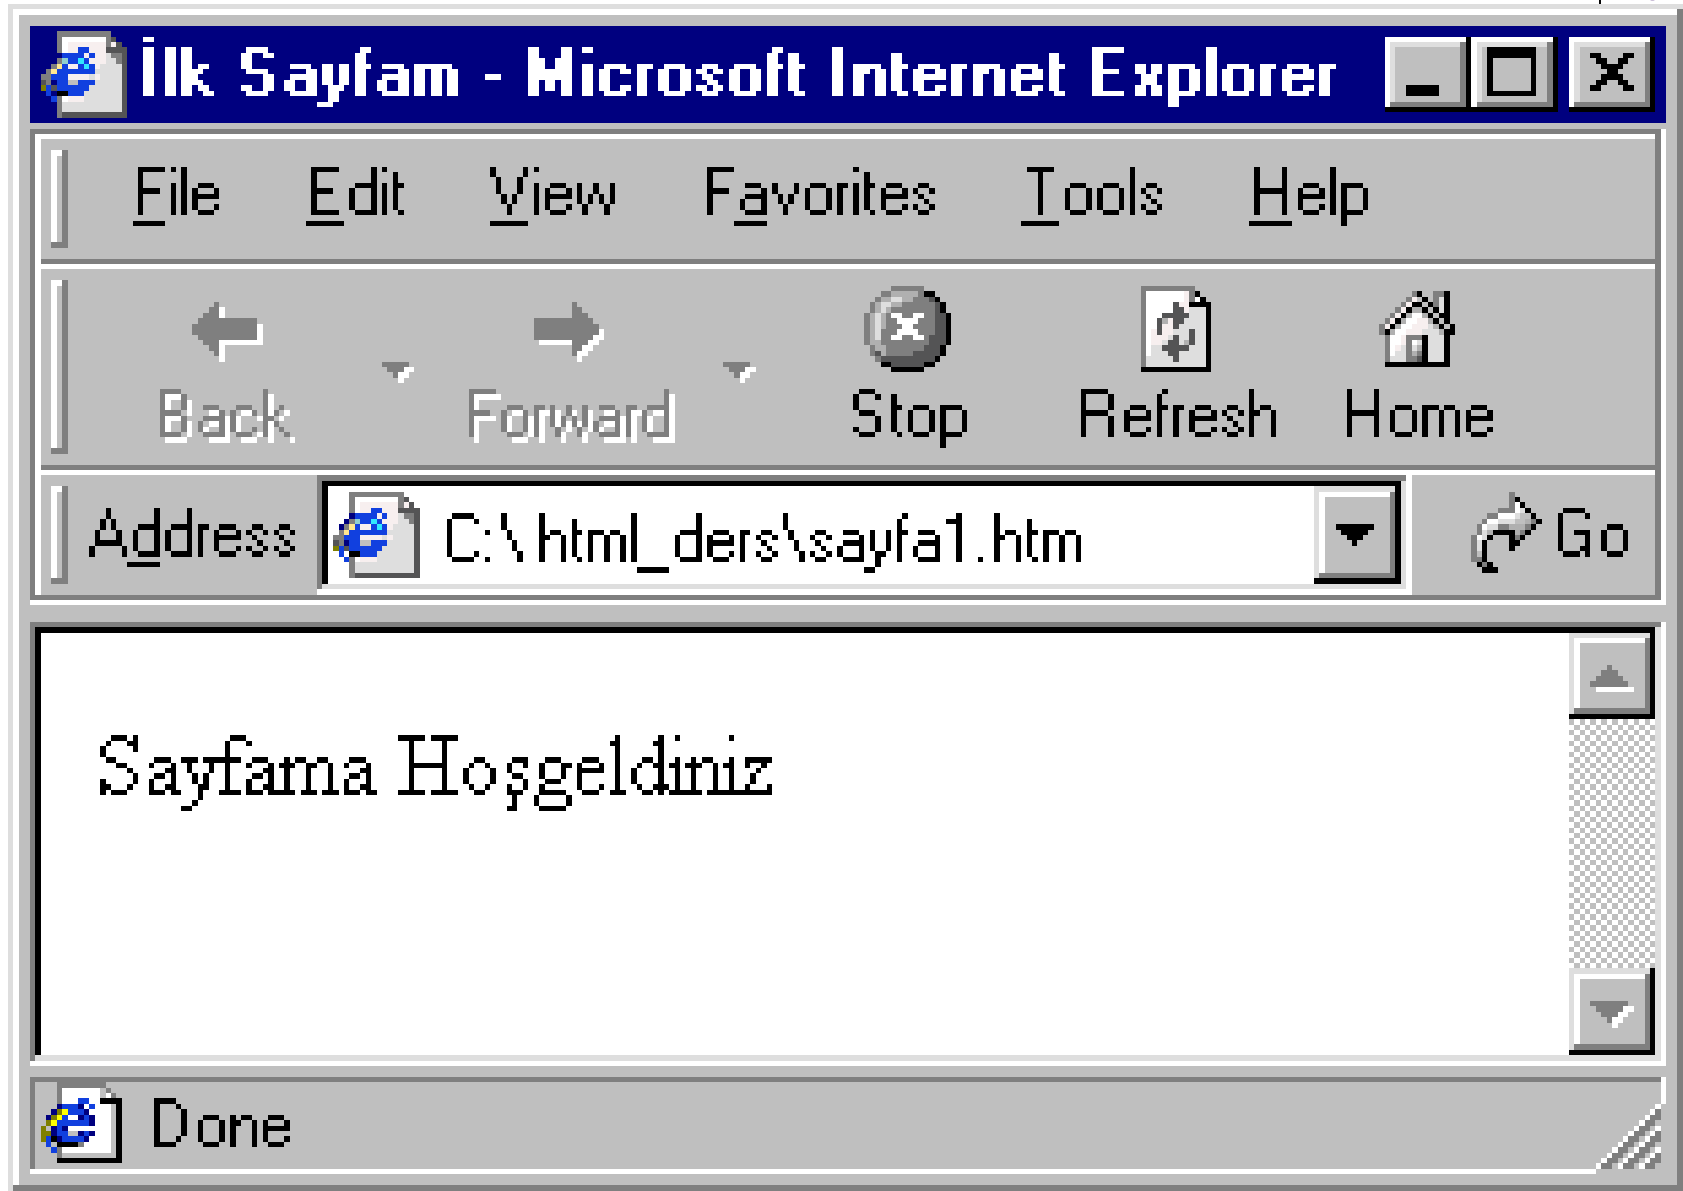 İlk Sayfam - Microsoft Internet Explorer
File Edit View Favorites Tools Help
Back Forward Stop Refresh Home
Address C:\html_ders\sayfa1.htm Go
Sayfama Hoşgeldiniz
Done